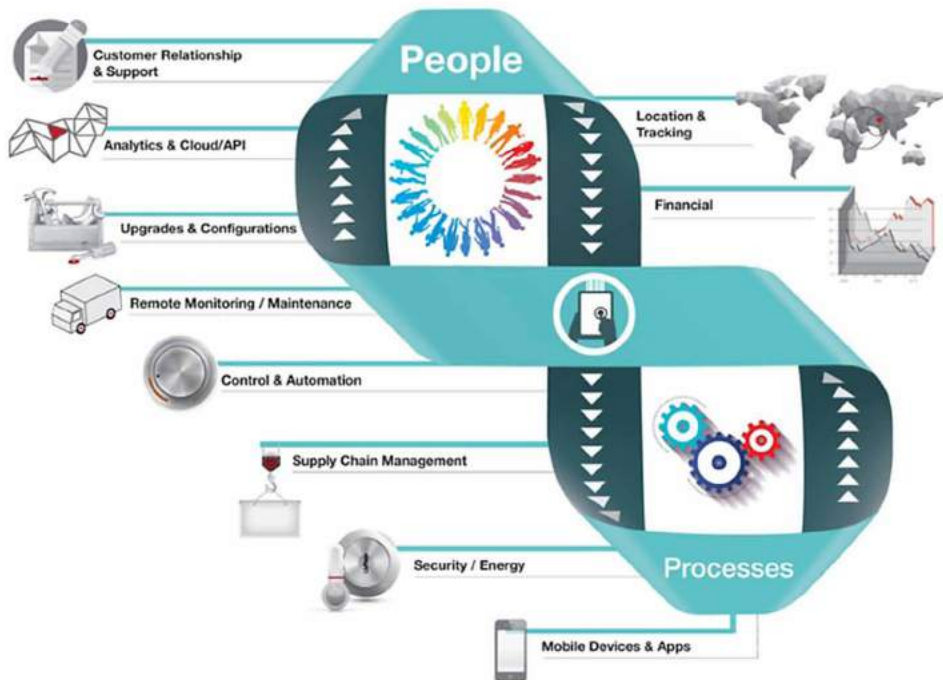 People
Customer Relationship
& Support
Location &
Tracking
Analytics & Cloud/API
Financial
Upgrades & Configurations
Remote Monitoring / Maintenance
Control & Automation
Supply Chain Management
Security / Energy
Processes
Mobile Devices & Apps